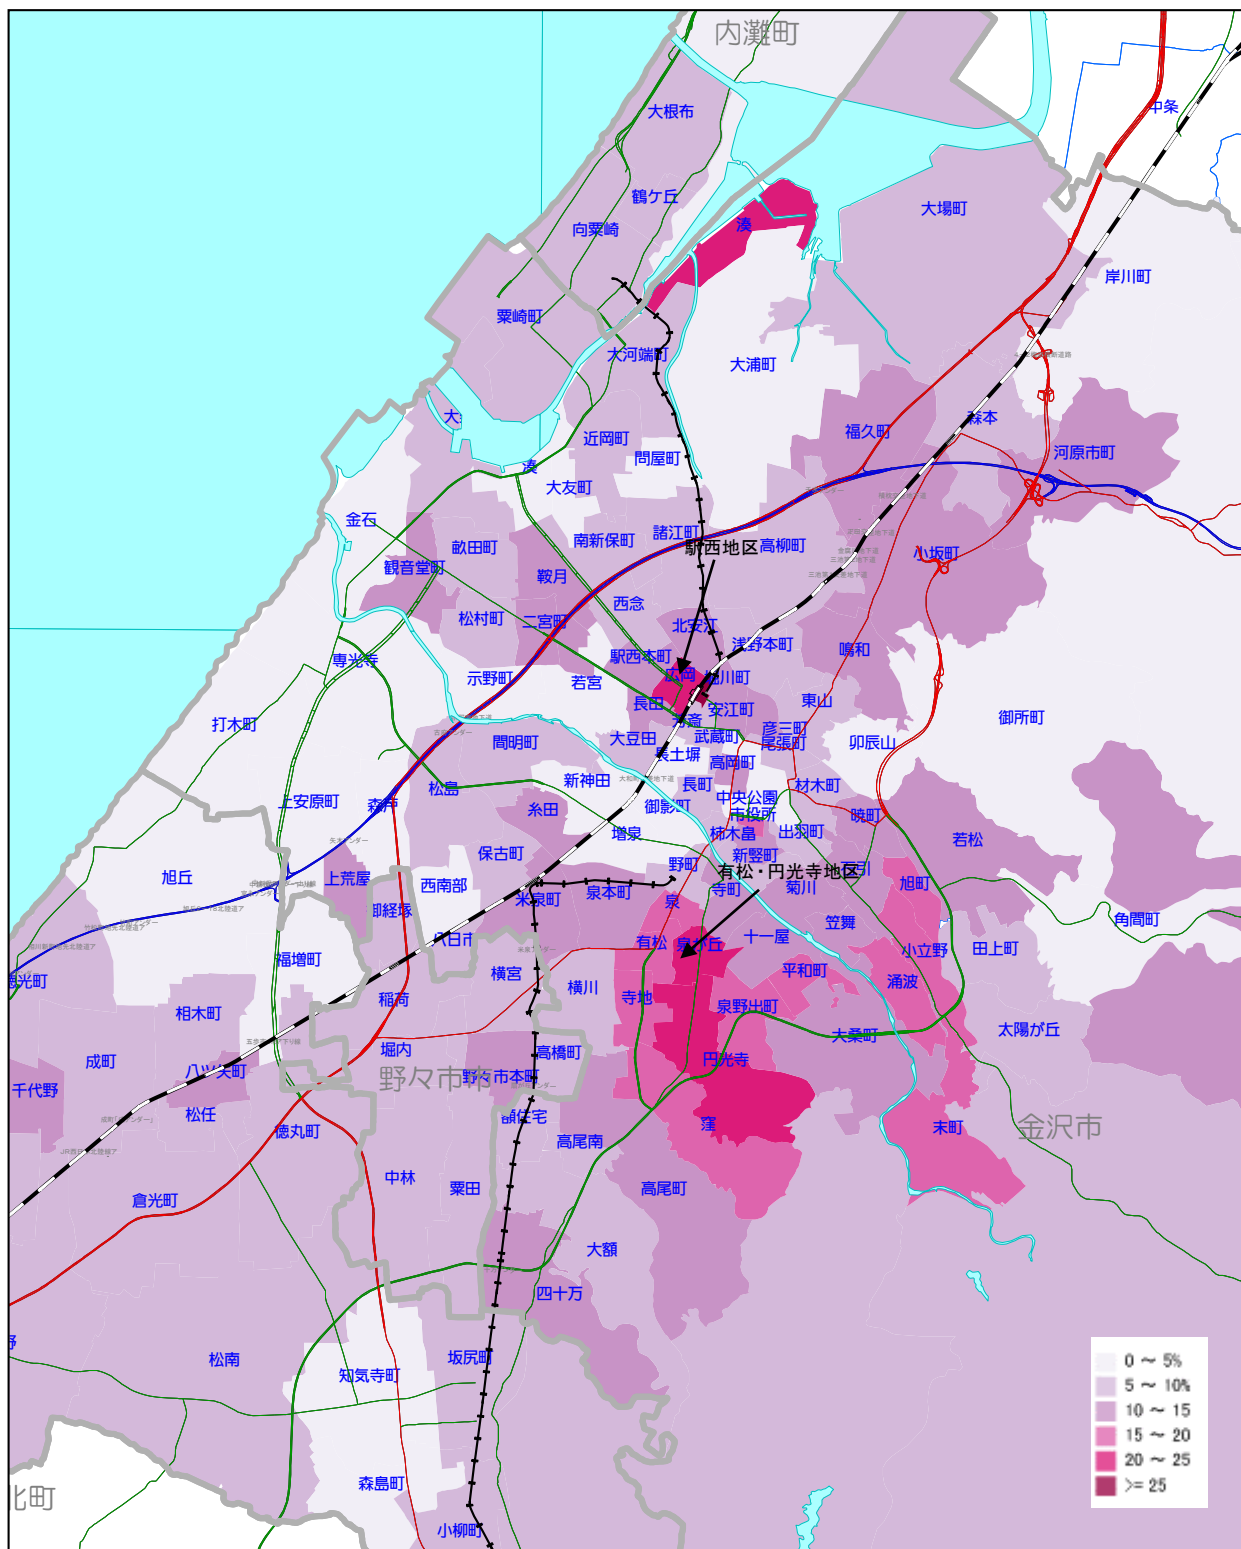 内灘町
大根布
中条
鶴ケ丘
大場町
湊
向粟崎
岸川町
粟崎町
大河端町
大浦町
森本
福久町
近岡町
河原市町
問屋町
湊
大友町
金石
諸江町
南新保町
高柳町
駅西地区
畝田町
小坂町
観音堂町
鞍月
西念
松村町
二宮町
北安江
浅野本町
鳴和
駅西本町
専光寺
広岡
示野町
若宮
東山
長田
安江町
御所町
打木町
武蔵町
彦三町
大豆田
間明町
尾張町
卯辰山
長土塀
高岡町
新神田
長町
材木町
松島
中央公園
上安原町
森戸
御影町
糸田
市役所
暁町
増泉
柿木畠
出羽町
若松
保古町
新竪町
野町
有松・円光寺地区
旭丘
上荒屋
西南部
旭町
寺町
菊川
泉本町
米泉町
泉
御経塚
笠舞
角間町
十一屋
有松
泉が丘
小立野
田上町
福増町
横宮
平和町
涌波
横川
稲荷
寺地
泉野出町
相木町
太陽が丘
大桑町
堀内
高橋町
成町
円光寺
八ツ矢町
野々市市
野々市本町
千代野
松任
額住宅
窪
末町
金沢市
徳丸町
高尾南
中林
粟田
高尾町
倉光町
大額
四十万
松南
坂尻町
知気寺町
森島町
小柳町
0 ～ 5%
5 ～ 10%
10 ～ 15
15 ～ 20
20 ～ 25
>= 25